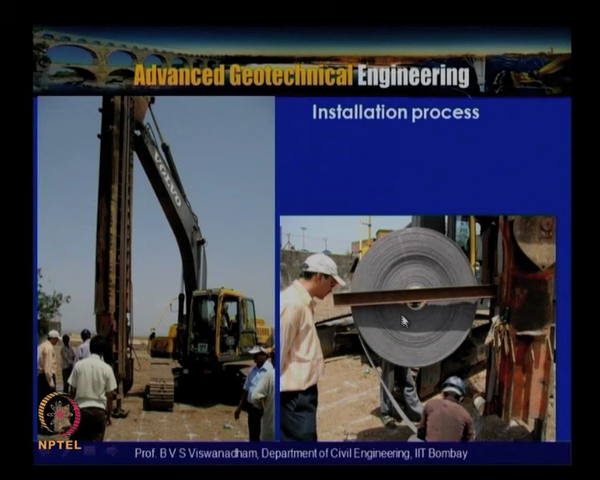 Advanced Geotechnical Engineering
Installation process
VOLVO
NPTEL
Prof. B V S Viswanadham, Department of Civil Engineering, IIT Bombay